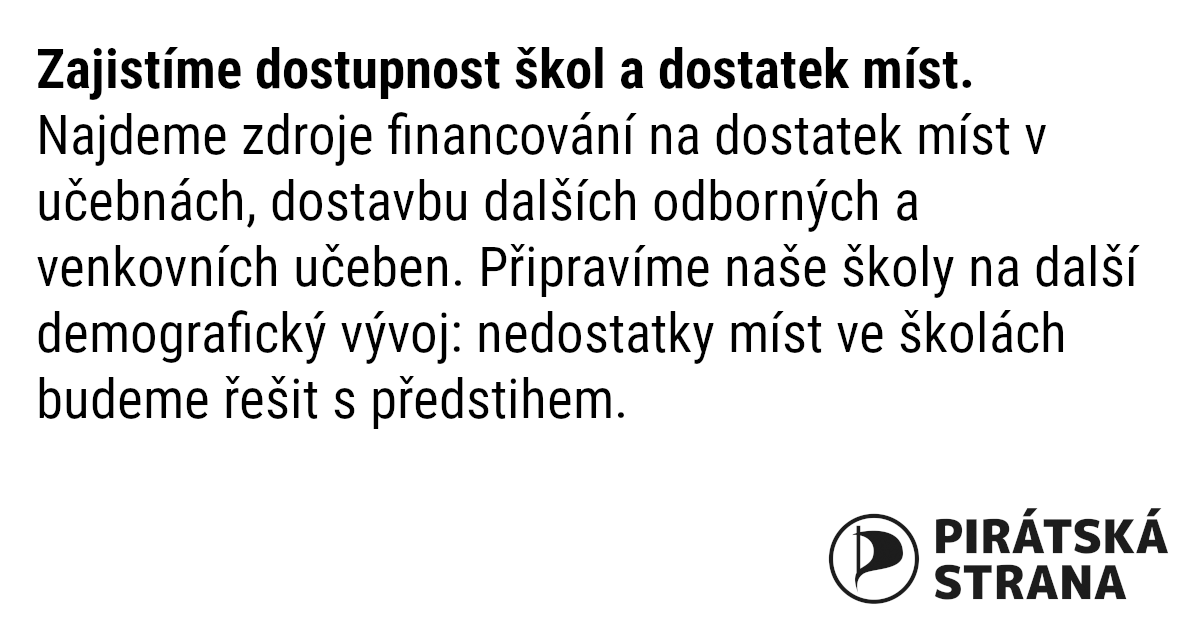 Zajistíme dostupnost škol a dostatek míst.
Najdeme zdroje financování na dostatek míst v
učebnách, dostavbu dalších odborných a
venkovních učeben. Připravíme naše školy na další
demografický vývoj: nedostatky míst ve školách
budeme řešit s předstihem.
PIRÁTSKÁ
STRANA